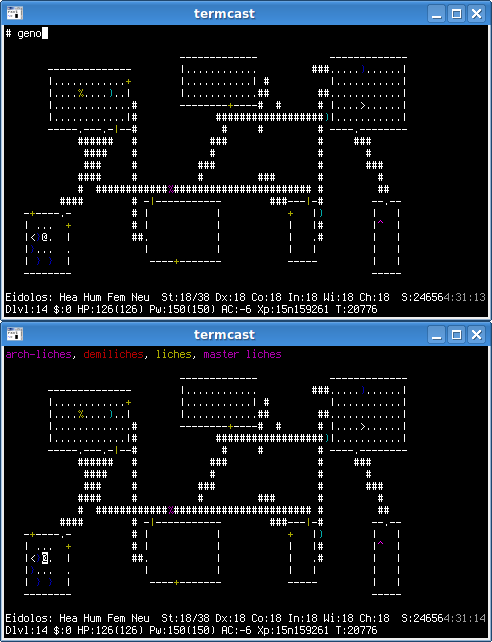 termcast
# geno
Eidolos: Hea Hum Fem Neu St:18/38 Dx:18 Co:18 In:18 Wi:18 Ch:18 S:246564:31:13
Dlvl:14 $:0 HP:126(126) Pw:150(150) AC:-6 Xp:15n159261 T:20776
termcast
arch-liches, demiliches, liches, master liches
Eidolos: Hea Hum Fem Neu St:18/38 Dx:18 Co:18 In:18 Wi:18 Ch:18 S:246564:31:14
Dlvl:14 $:0 HP:126(126) Pw:150(150) AC:-6 Xp:15n159261 T:20776